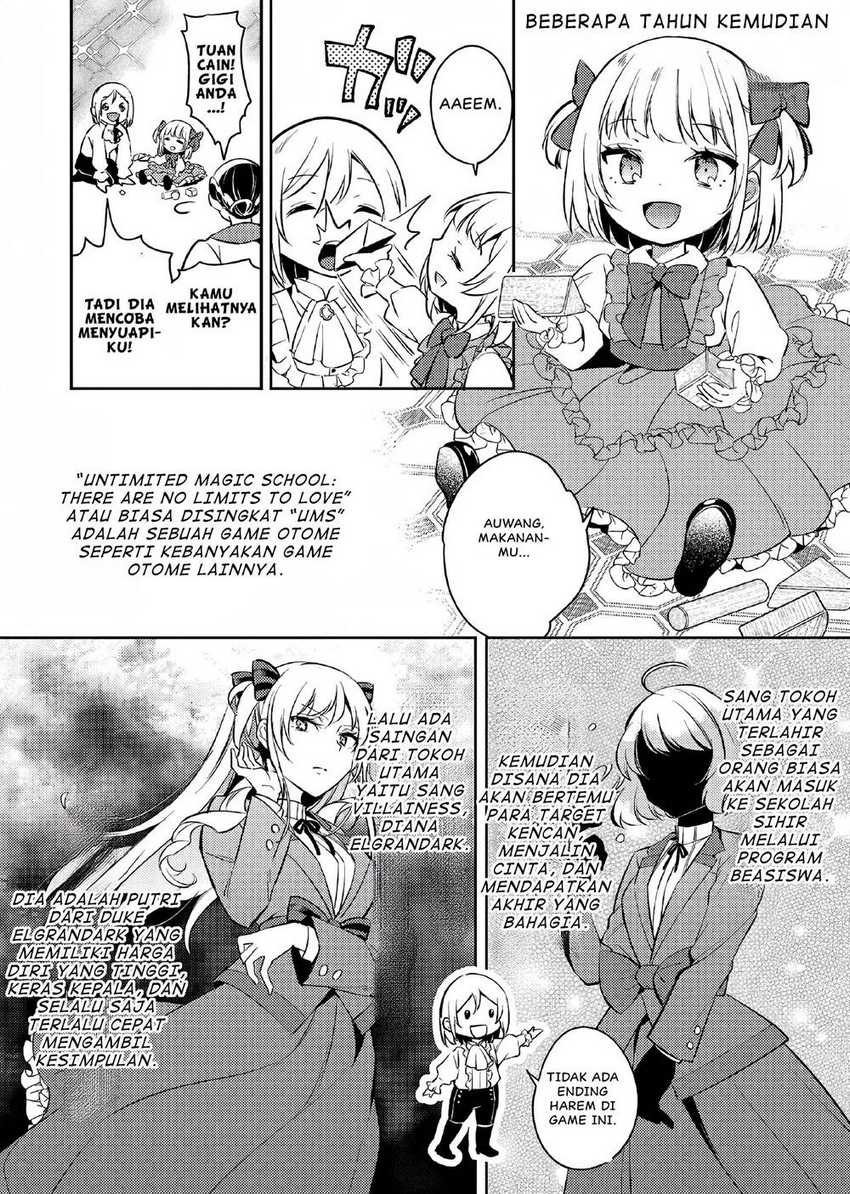 BEBERAPA TAHUN KEMUDIAN
AUWANG,
MAKANAN-
MU...
AAEEM.
ガブ
TUAN
CAIN!
GIGI
ANDA
...!
KAMU
MELIHATNYA
KAN?
TADI DIA
MENCOBA
MENYUAPI-
KU!
"UNTIMITED MAGIC SCHOOL:
THERE ARE NO LIMITS TO LOVE"
ATAU BIASA DISINGKAT "UMS"
ADALAH SEBUAH GAME OTOME
SEPERTI KEBANYAKAN GAME
OTOME LAINNYA.
SANG TOKOH
UTAMA YANG
TERLAHIR
SEBAGAI
ORANG BIASA
AKAN MASUK
KE SEKOLAH
SIHIR
MELALUI
PROGRAM
BEASISWA.
KEMUDIAN
DISANA DIA
AKAN BERTEMU
PARA TARGET
KENCAN,
MENJALIN
CINTA, DAN
MENDAPATKAN
AKHIR YANG
BAHAGIA.
TIDAK ADA
ENDING
HAREM DI
GAME INI.
LALU ADA
SAINGAN
DARI TOKOH
UTAMA
YAITU SANG
VILLAINESS,
DIANA
ELGRANDARK.
DIA ADALAH PUTRI
DARI DUKE
ELGRANDARK YANG
MEMILIKI HARGA
DIRI YANG TINGGI,
KERAS KEPALA, DAN
SELALU SAJA
TERLALU CEPAT
MENGAMBIL
KESIMPULAN.